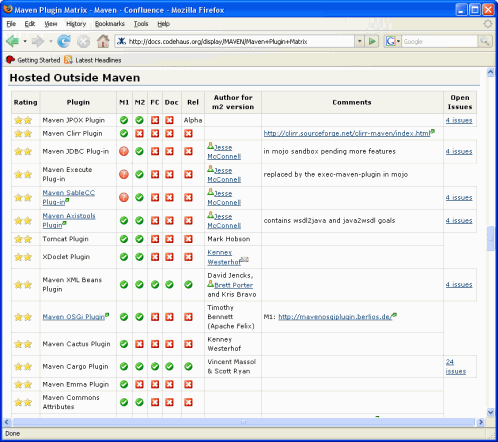 Maven Plugin Matrix - Maven - Confluence - Mozilla Firefox
File Edit View History Bookmarks Tools Help
http://docs.codehaus.org/display/MAVEN/Maven+Plugin+Matrix
Google
Getting Started Latest Headlines
Hosted Outside Maven
Rating Plugin M1 M2 FC Doc Rel Author for m2 version Comments Open Issues
Maven JPOX Plugin Alpha 4 issues
Maven Clirr Plugin http://clirr.sourceforge.net/clirr-maven/index.html
Maven JDBC Plug-in Jesse McConnell in mojo sandbox pending more features 4 issues
Maven Execute Plug-in replaced by the exec-maven-plugin in mojo
Maven SableCC Plug-in Jesse McConnell 4 issues
Maven Axistools Plugin Jesse McConnell contains wsdl2java and java2wsdl goals 4 issues
Tomcat Plugin Mark Hobson
XDoclet Plugin Kenney Westerhof
Maven XML Beans Plugin David Jencks, Brett Porter and Kris Bravo 4 issues
Maven OSGi Plugin Timothy Bennett (Apache Felix) M1: http://mavenosgiplugin.berlios.de/
Maven Cactus Plugin Kenney Westerhof
Maven Cargo Plugin Vincent Massol & Scott Ryan 24 issues
Maven Emma Plugin
Maven Commons Attributes
Done